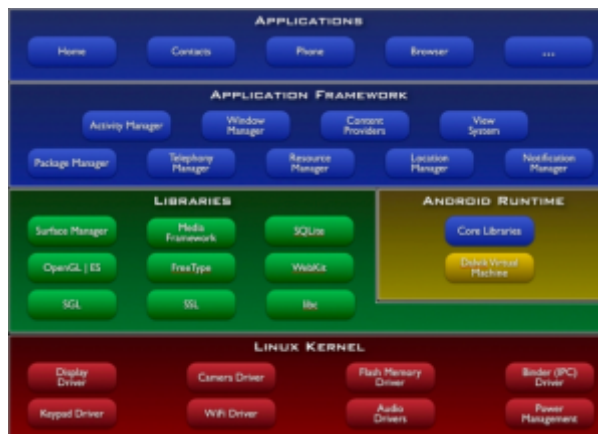 APPLICATIONS
Home Contacts Phone Browser ...
APPLICATION FRAMEWORK
Activity Manager Window Manager Content Providers View System
Package Manager Telephony Manager Resource Manager Location Manager Notification Manager
LIBRARIES
Surface Manager Media Framework SQLite
OpenGL | ES FreeType WebKit
SGL SSL libc
ANDROID RUNTIME
Core Libraries
Dalvik Virtual Machine
LINUX KERNEL
Display Driver Camera Driver Flash Memory Driver Binder (IPC) Driver
Keypad Driver WiFi Driver Audio Drivers Power Management